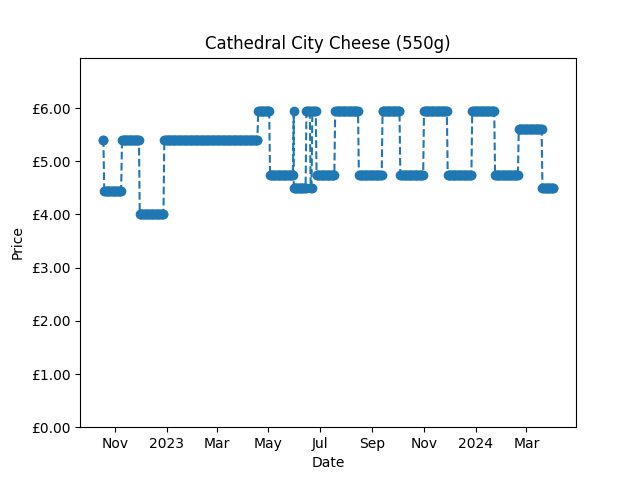 Cathedral City Cheese (550g)
£6.00
£5.00
£4.00
£3.00
£2.00
£1.00
£0.00
Price
Nov 2023 Mar May Jul Sep Nov 2024 Mar
Date